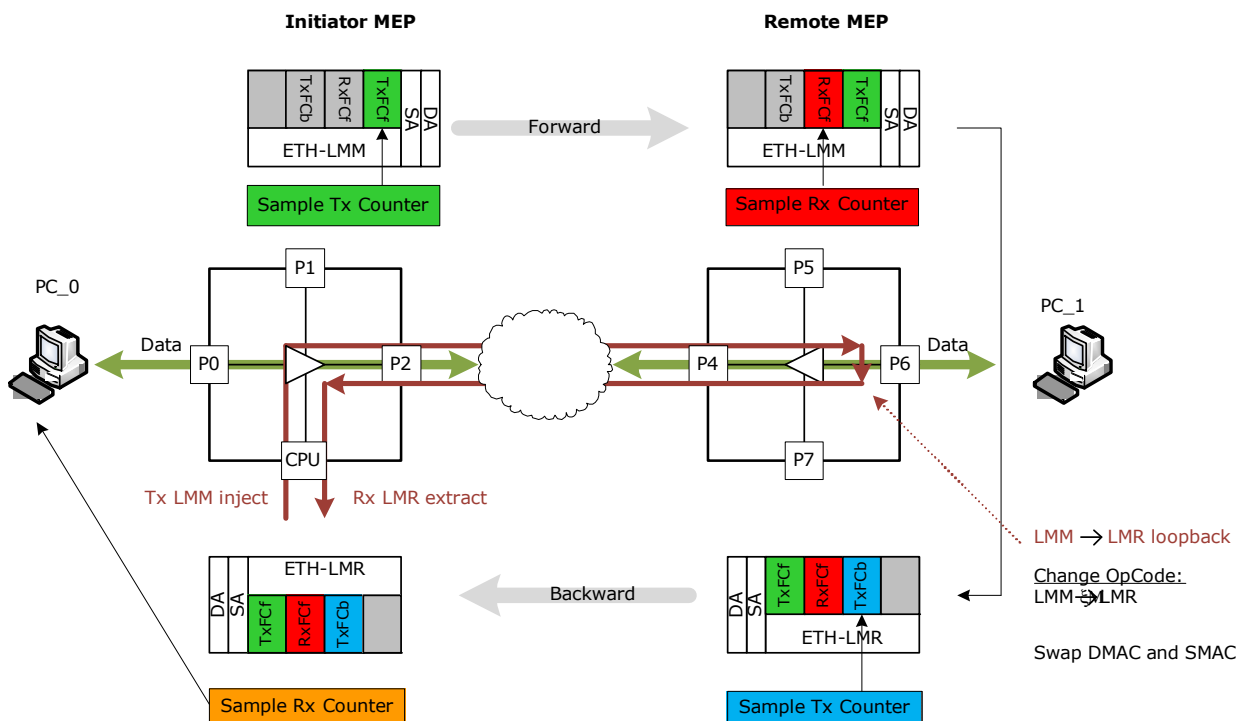 Initiator MEP
Remote MEP
TxFCb
RxFCf
TxFCf
SA
DA
ETH-LMM
Sample Tx Counter
Forward
TxFCb
RxFCf
TxFCf
SA
DA
ETH-LMM
Sample Rx Counter
PC_0
Data
P0
P1
P2
CPU
Tx LMM inject
Rx LMR extract
P5
P4
P6
P7
Data
PC_1
LMM → LMR loopback
Change OpCode:
LMM → LMR
Swap DMAC and SMAC
DA
SA
ETH-LMR
TxFCf
RxFCf
TxFCb
Sample Rx Counter
Backward
DA
SA
TxFCf
RxFCf
TxFCb
ETH-LMR
Sample Tx Counter